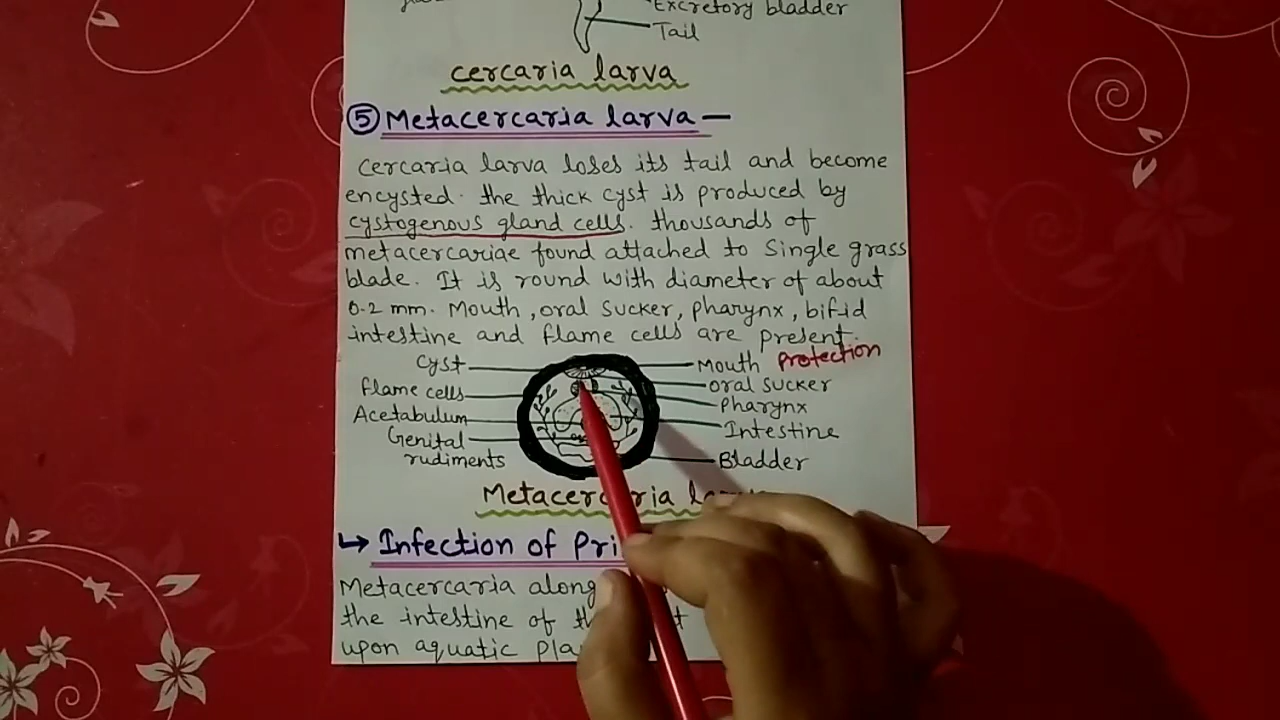 Excretory bladder
Tail
cercaria larva
⑤ Metacercaria larva —
Cercaria larva loses its tail and become
encysted. the thick cyst is produced by
cystogenous gland cells. thousands of
metacercariae found attached to Single grass
blade. It is round with diameter of about
0.2 mm. Mouth, oral sucker, pharynx, bifid
intestine and flame cells are present.
Cyst
Mouth Protection
flame cells
oral sucker
Acetabulum
Pharynx
Genital
rudiments
Intestine
Bladder
Metacercaria
↳ Infection of
Metacercaria along
the intestine of
upon aquatic